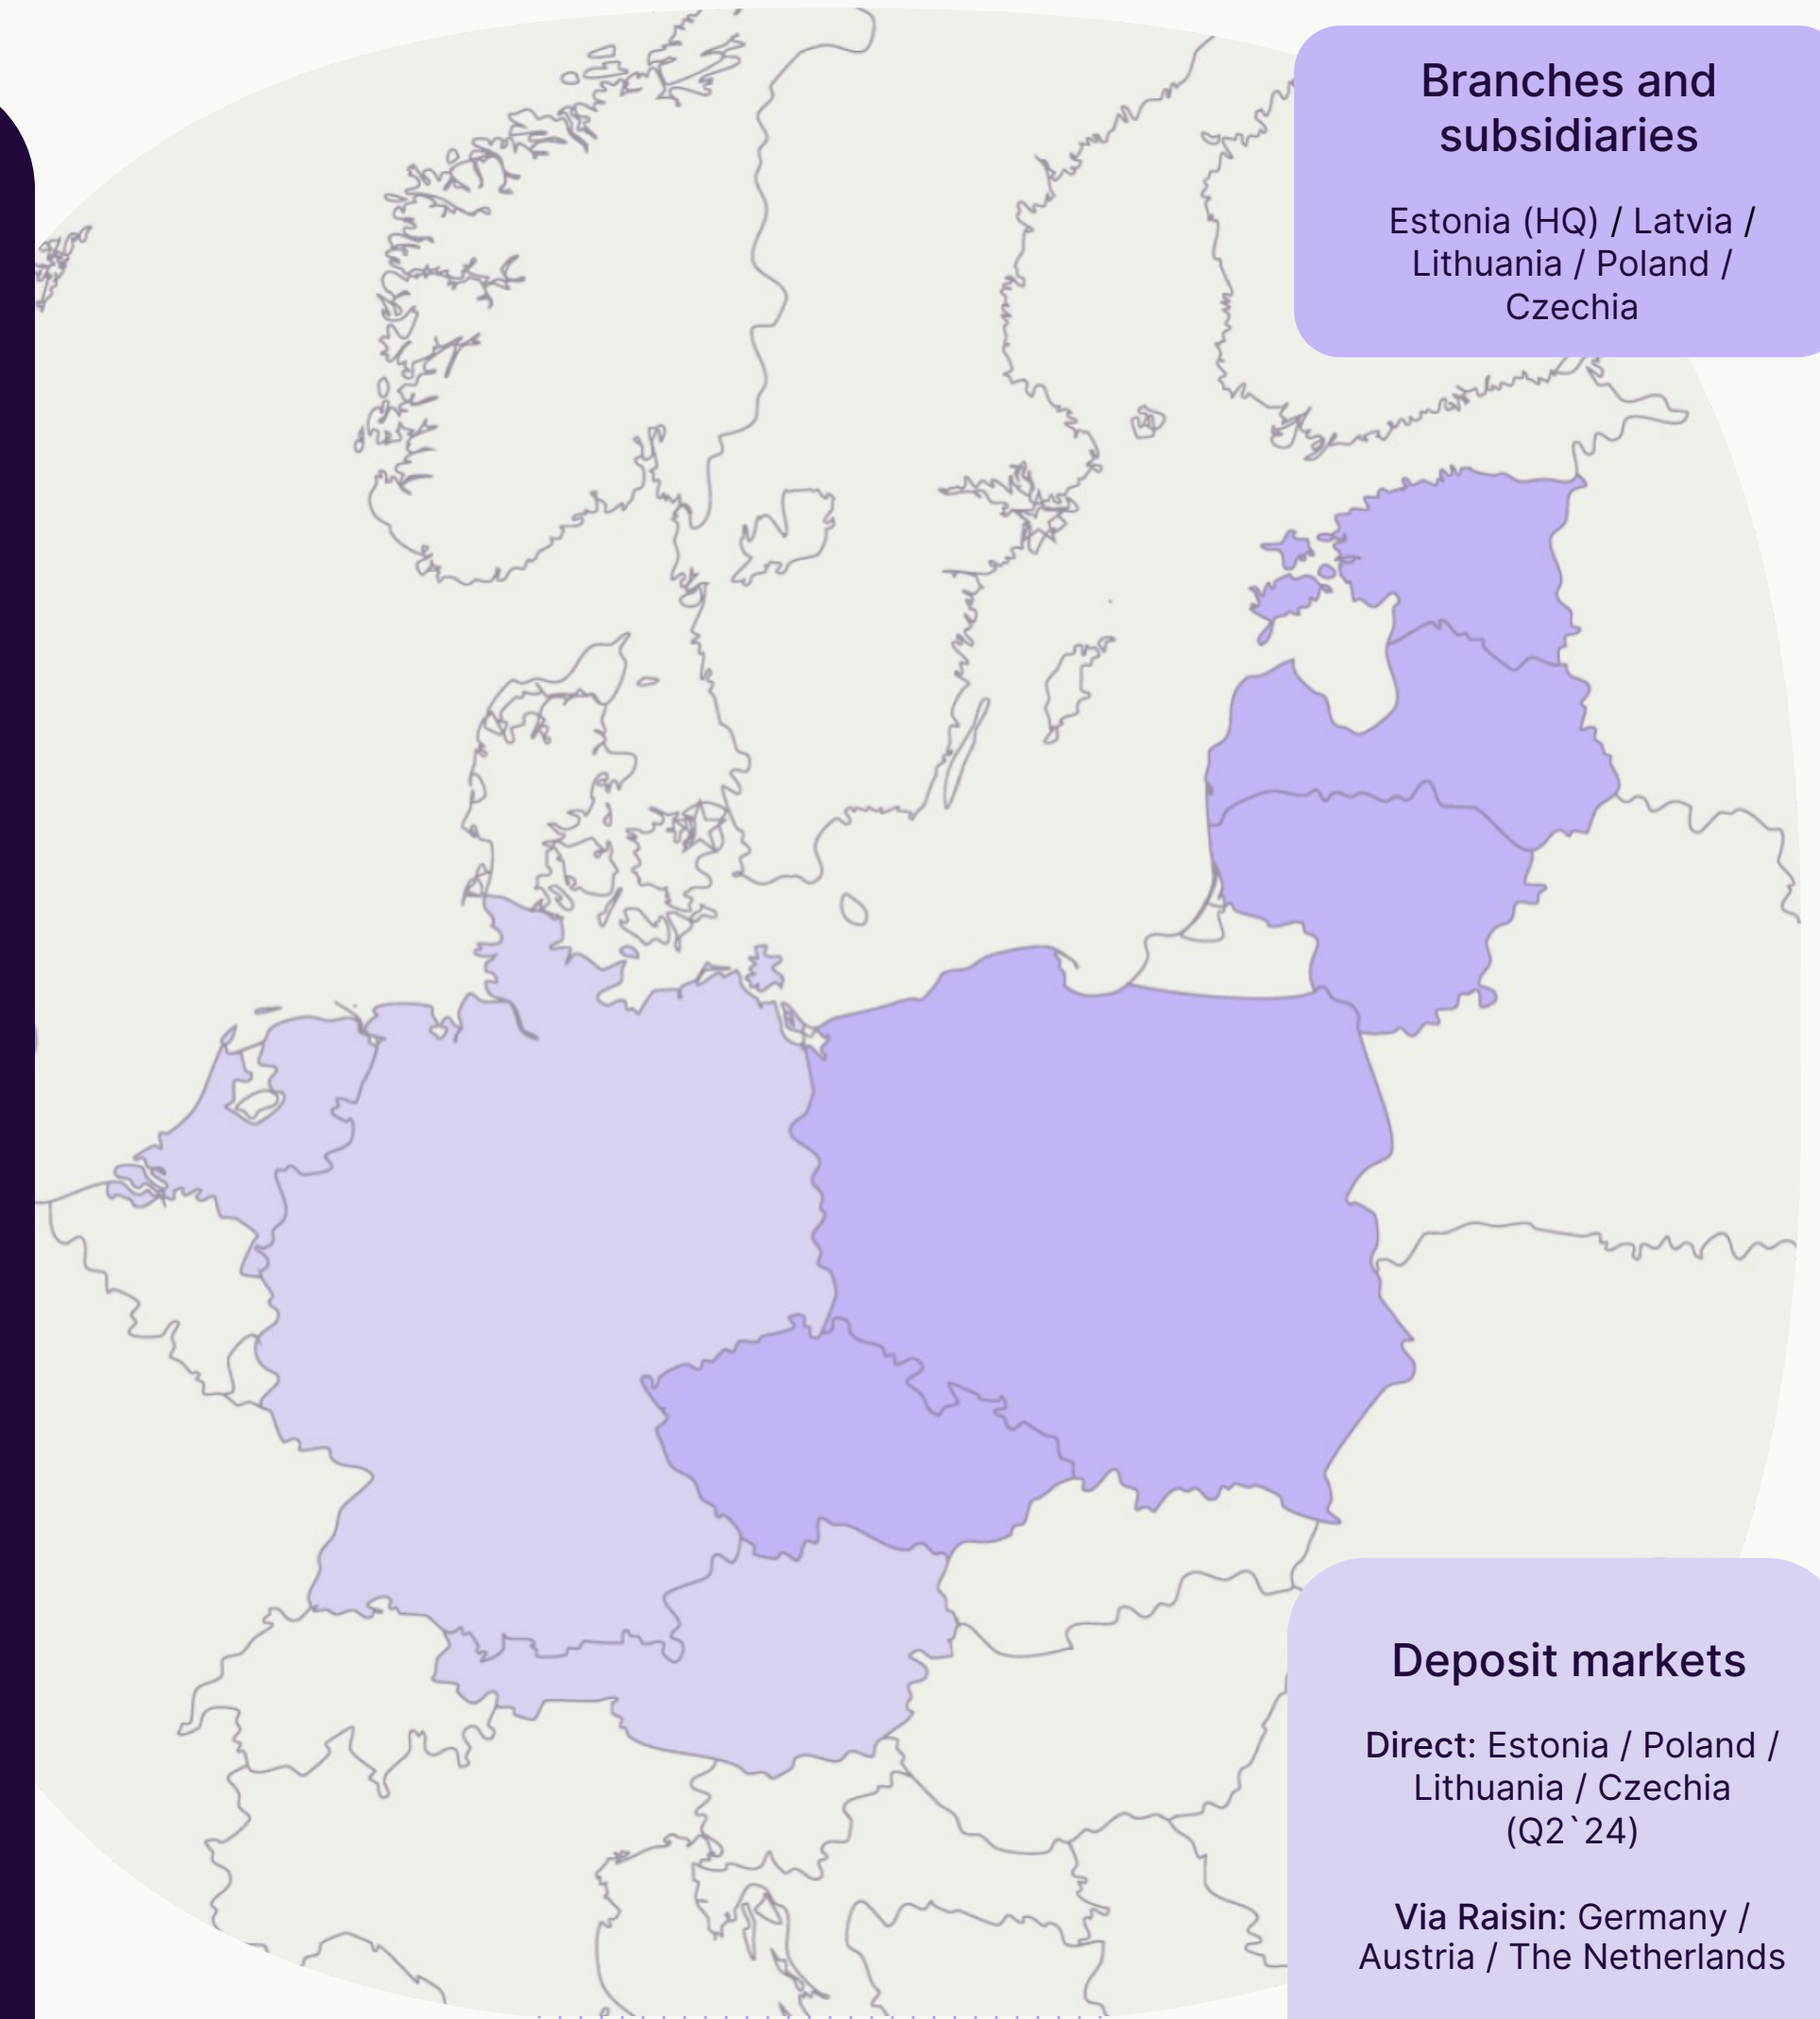 Branches and
subsidiaries
Estonia (HQ) / Latvia /
Lithuania / Poland /
Czechia
Deposit markets
Direct: Estonia / Poland /
Lithuania / Czechia
(Q2`24)
Via Raisin: Germany /
Austria / The Netherlands